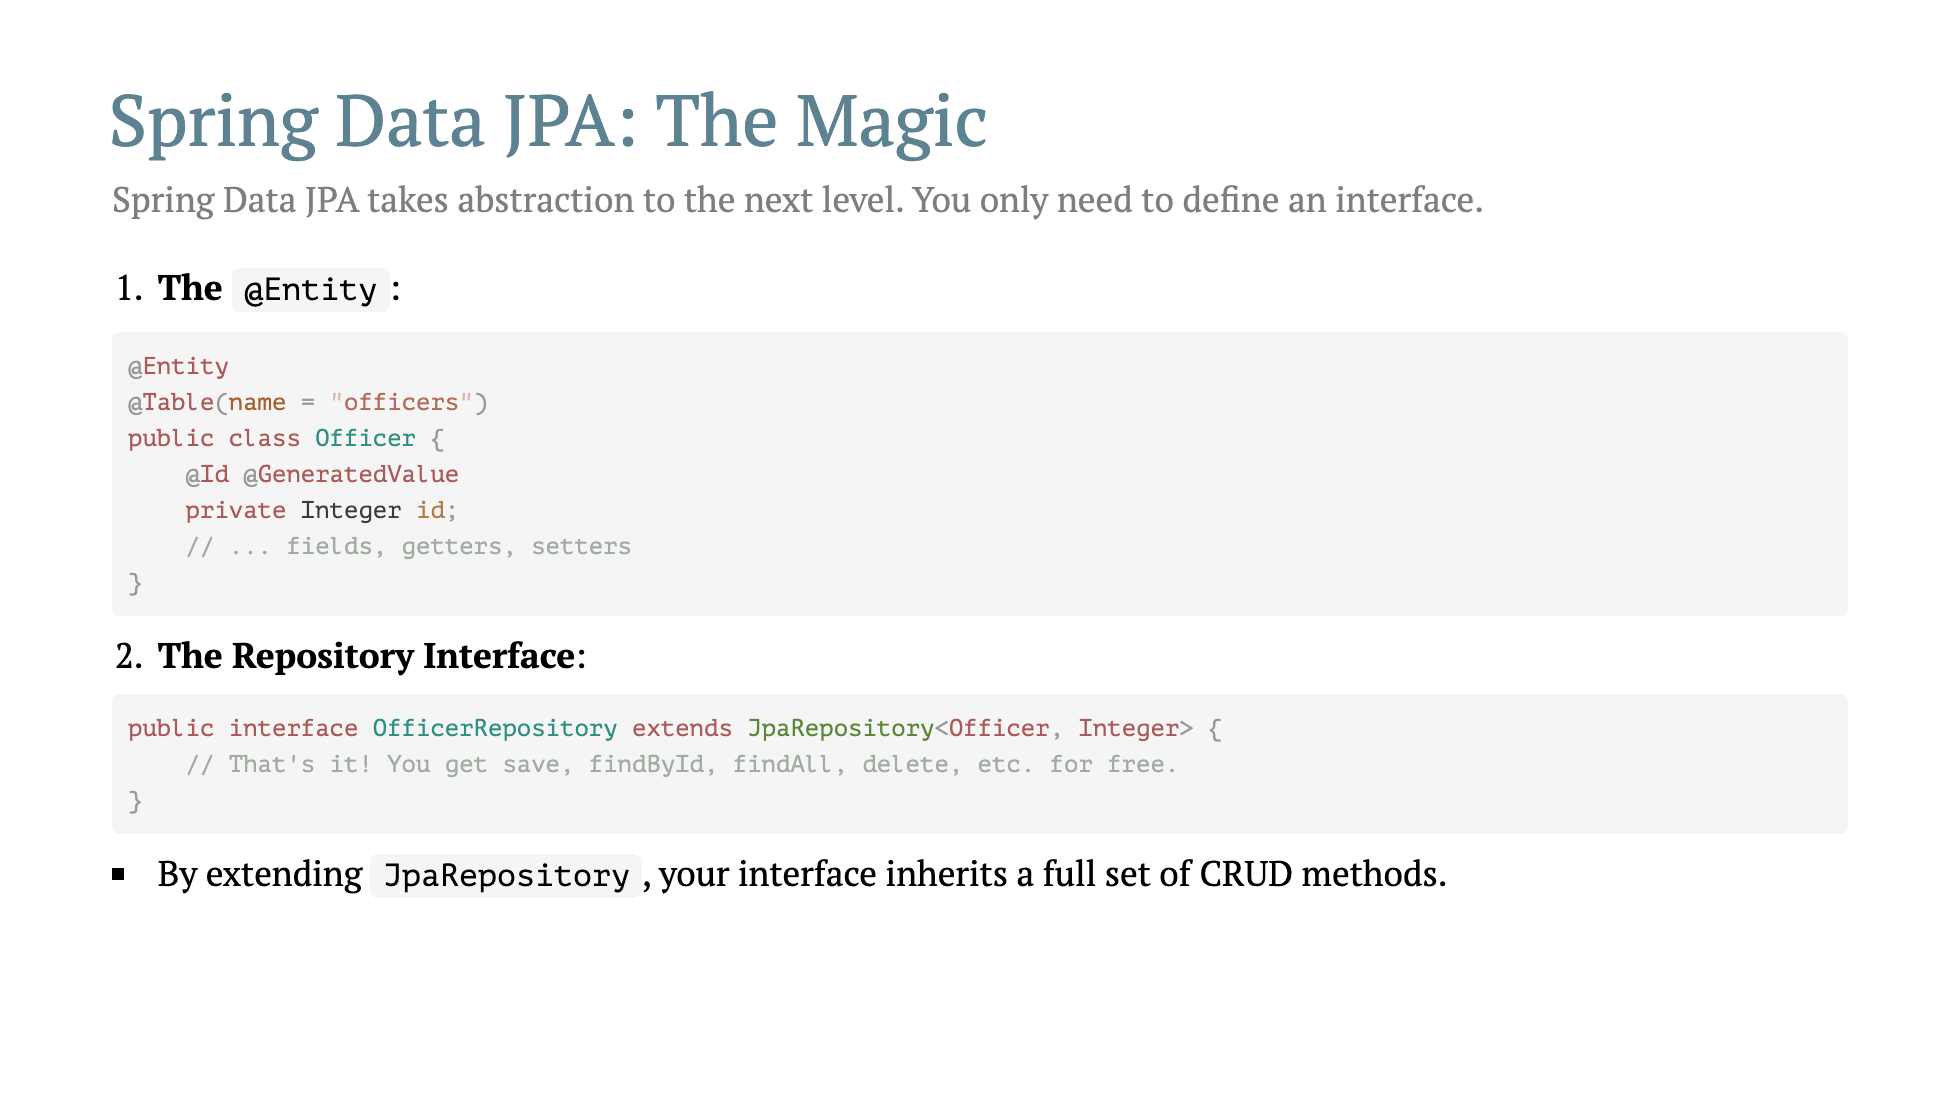 Spring Data JPA: The Magic
Spring Data JPA takes abstraction to the next level. You only need to define an interface.
1. The @Entity:
@Entity
@Table(name = "officers")
public class Officer {
    @Id @GeneratedValue
    private Integer id;
    // ... fields, getters, setters
}
2. The Repository Interface:
public interface OfficerRepository extends JpaRepository<Officer, Integer> {
    // That's it! You get save, findById, findAll, delete, etc. for free.
}
▪ By extending JpaRepository, your interface inherits a full set of CRUD methods.